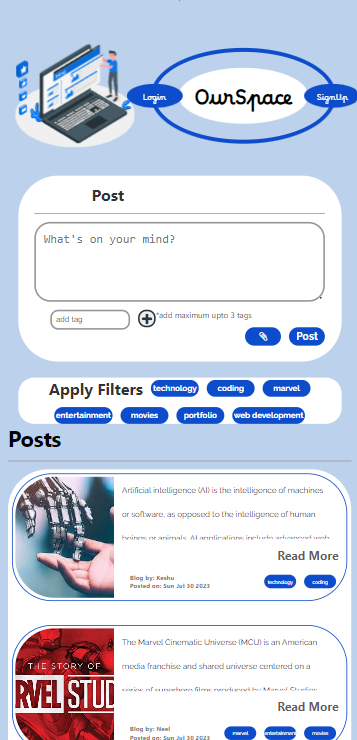 Login
OurSpace
SignUp
Post
What's on your mind?
add tag
*add maximum upto 3 tags
Post
Apply Filters technology coding marvel
entertainment movies portfolio web development
Posts
Artificial intelligence (AI) is the intelligence of machines
or software, as opposed to the intelligence of human
beings or animals. AI applications include advanced web
Read More
Blog by: Keshu
Posted on: Sun Jul 30 2023
technology coding
THE STORY OF
RVEL STUD
The Marvel Cinematic Universe (MCU) is an American
media franchise and shared universe centered on a
series of superhero films produced by Marvel Studios
Read More
Blog by: Neel
Posted on: Sun Jul 30 2023
marvel entertainment movies